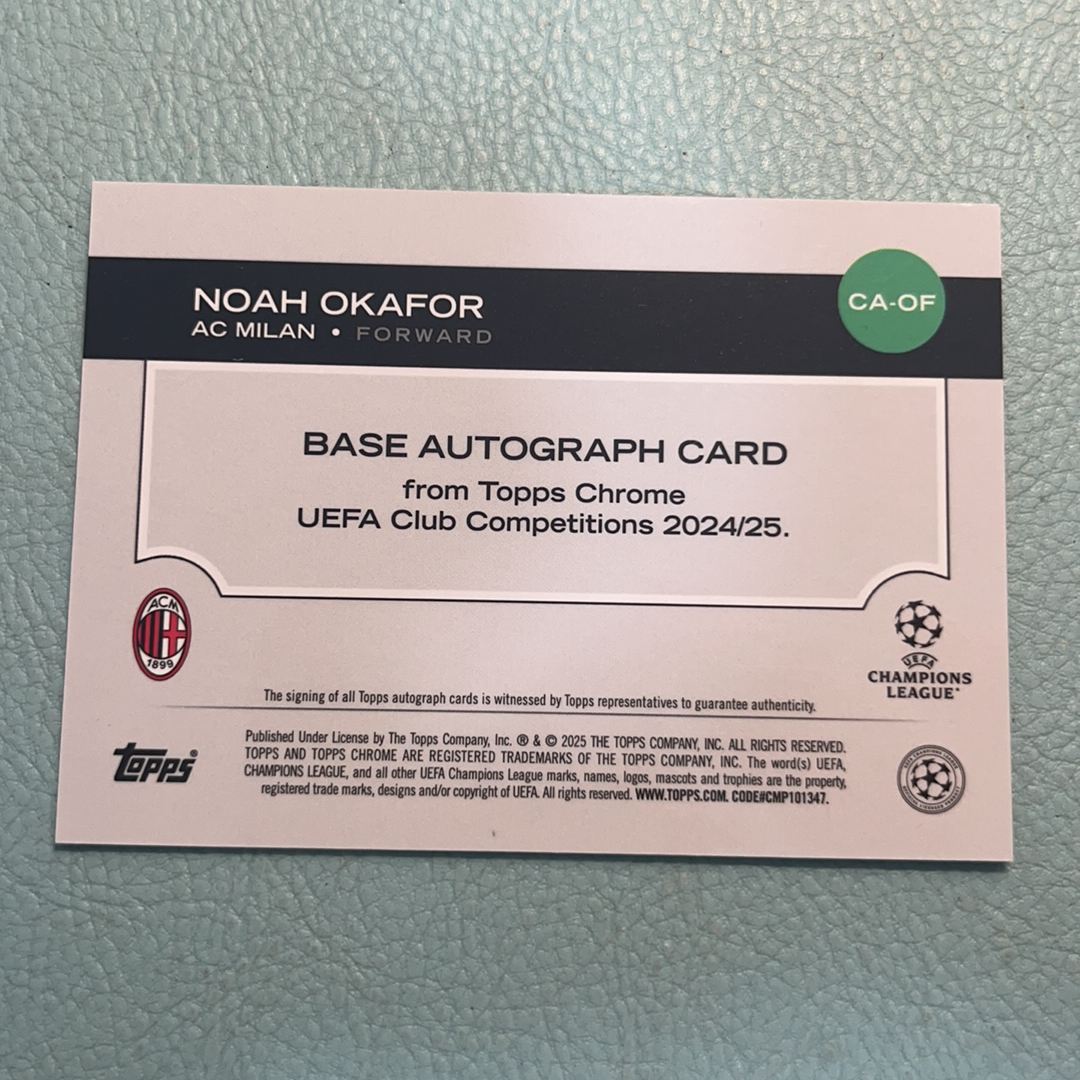 NOAH OKAFOR
AC MILAN • FORWARD
CA-OF
BASE AUTOGRAPH CARD
from Topps Chrome
UEFA Club Competitions 2024/25.
ACM
1899
UEFA
CHAMPIONS
LEAGUE®
The signing of all Topps autograph cards is witnessed by Topps representatives to guarantee authenticity.
topps®
Published Under License by The Topps Company, Inc. ® & © 2025 THE TOPPS COMPANY, INC. ALL RIGHTS RESERVED.
TOPPS AND TOPPS CHROME ARE REGISTERED TRADEMARKS OF THE TOPPS COMPANY, INC. The word(s) UEFA,
CHAMPIONS LEAGUE, and all other UEFA Champions League marks, names, logos, mascots and trophies are the property,
registered trade marks, designs and/or copyright of UEFA. All rights reserved. WWW.TOPPS.COM. CODE#CMP101347.